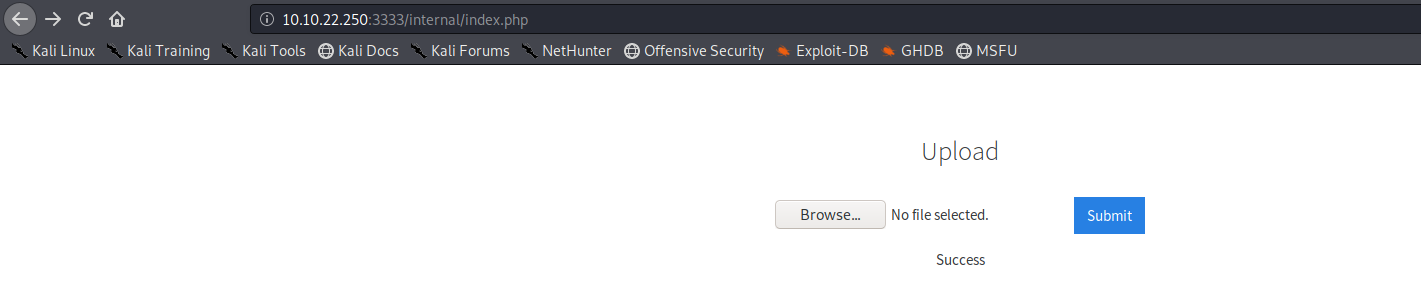 10.10.22.250:3333/internal/index.php
Kali Linux Kali Training Kali Tools Kali Docs Kali Forums NetHunter Offensive Security Exploit-DB GHDB MSFU
Upload
Browse... No file selected. Submit
Success